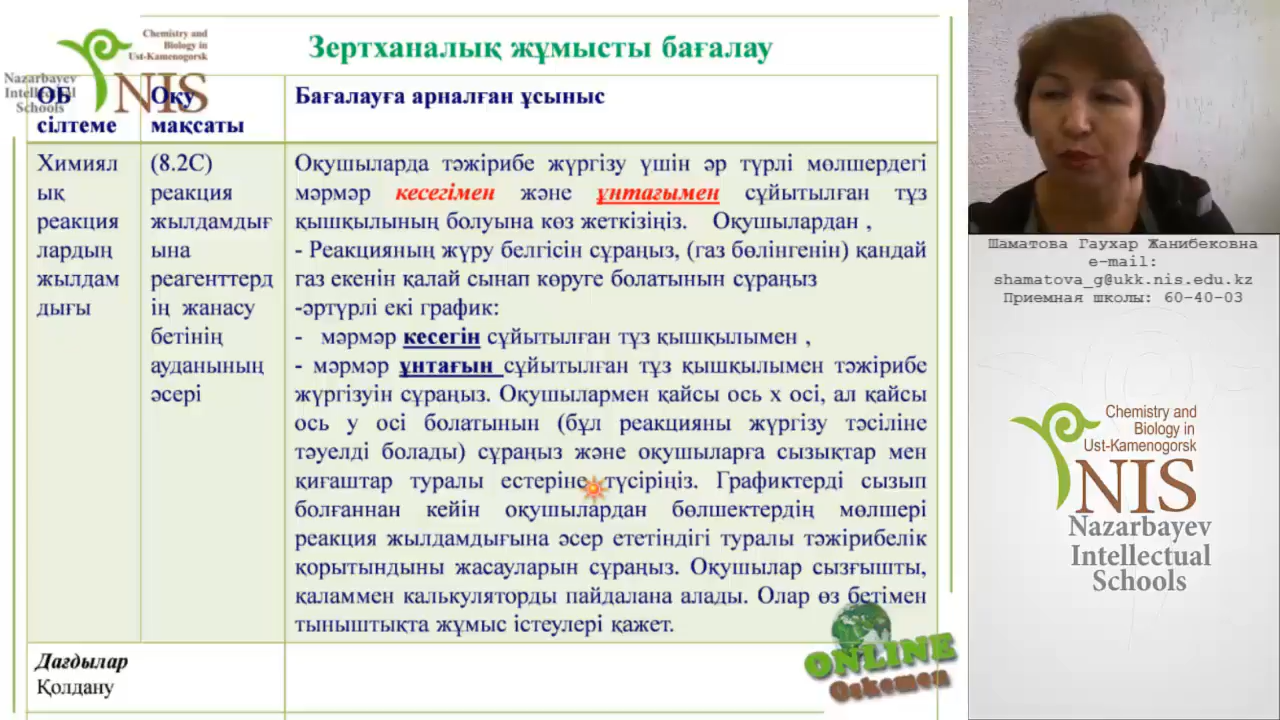 Chemistry and
Biology in
Ust-Kamenogorsk
NIS
Nazarbayev
Intellectual
Schools
Зертханалық жұмысты бағалау
ОБ
сілтеме
Оқу
мақсаты
Бағалауға арналған ұсыныс
Химиял
ық
реакция
лардың
жылдам
дығы
(8.2С)
реакция
жылдамдығ
ына
реагенттерд
ің жанасу
бетінің
ауданының
әсері
Оқушыларда тәжірибе жүргізу үшін әр түрлі мөлшердегі
мәрмәр кесегімен және ұнтағымен сұйытылған тұз
қышқылының болуына көз жеткізіңіз. Оқушылардан ,
- Реакцияның жүру белгісін сұраңыз, (газ бөлінгенін) қандай
газ екенін қалай сынап көруге болатынын сұраңыз
-әртүрлі екі график:
- мәрмәр кесегін сұйытылған тұз қышқылымен ,
- мәрмәр ұнтағын сұйытылған тұз қышқылымен тәжірибе
жүргізуін сұраңыз. Оқушылармен қайсы ось х осі, ал қайсы
ось у осі болатынын (бұл реакцияны жүргізу тәсіліне
тәуелді болады) сұраңыз және оқушыларға сызықтар мен
қиғаштар туралы естеріне түсіріңіз. Графиктерді сызып
болғаннан кейін оқушылардан бөлшектердің мөлшері
реакция жылдамдығына әсер ететіндігі туралы тәжірибелік
қорытындыны жасауларын сұраңыз. Оқушылар сызғышты,
қаламмен калькуляторды пайдалана алады. Олар өз бетімен
тыныштықта жұмыс істеулері қажет.
Дағдылар
Қолдану
ONLINE
Oskemen
Шаматова Гаухар Жанибековна
e-mail:
shamatova_g@ukk.nis.edu.kz
Приемная школы: 60-40-03
Chemistry and
Biology in
Ust-Kamenogorsk
NIS
Nazarbayev
Intellectual
Schools